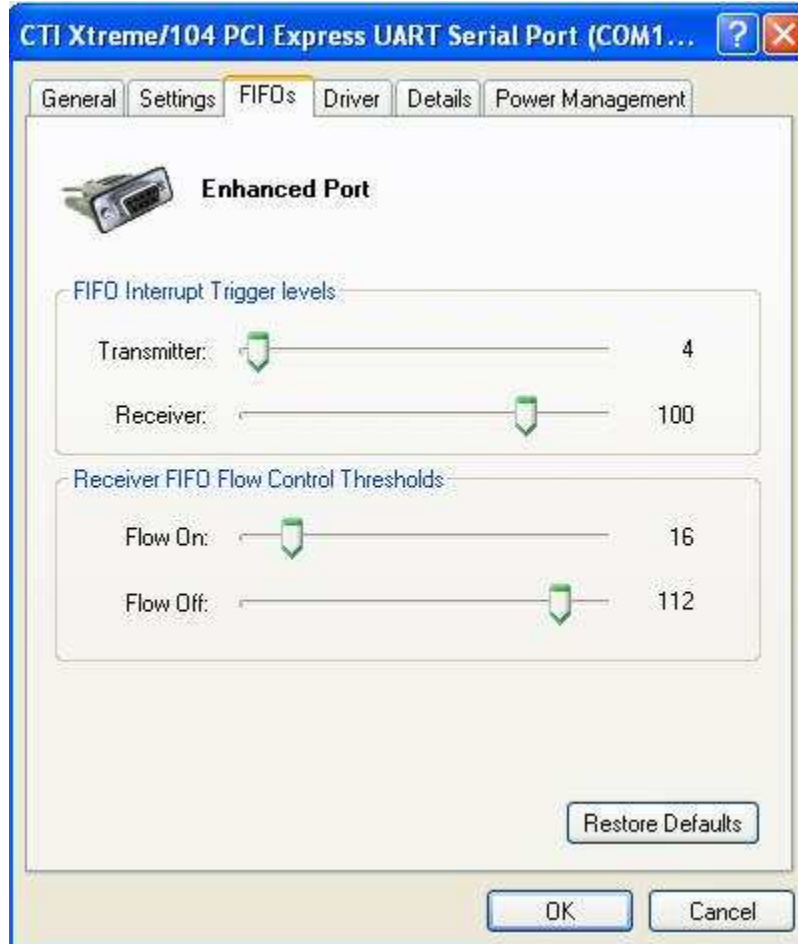 CTI Xtreme/104 PCI Express UART Serial Port (COM1...
General Settings FIFOs Driver Details Power Management
Enhanced Port
FIFO Interrupt Trigger levels
Transmitter: 4
Receiver: 100
Receiver FIFO Flow Control Thresholds
Flow On: 16
Flow Off: 112
Restore Defaults
OK Cancel